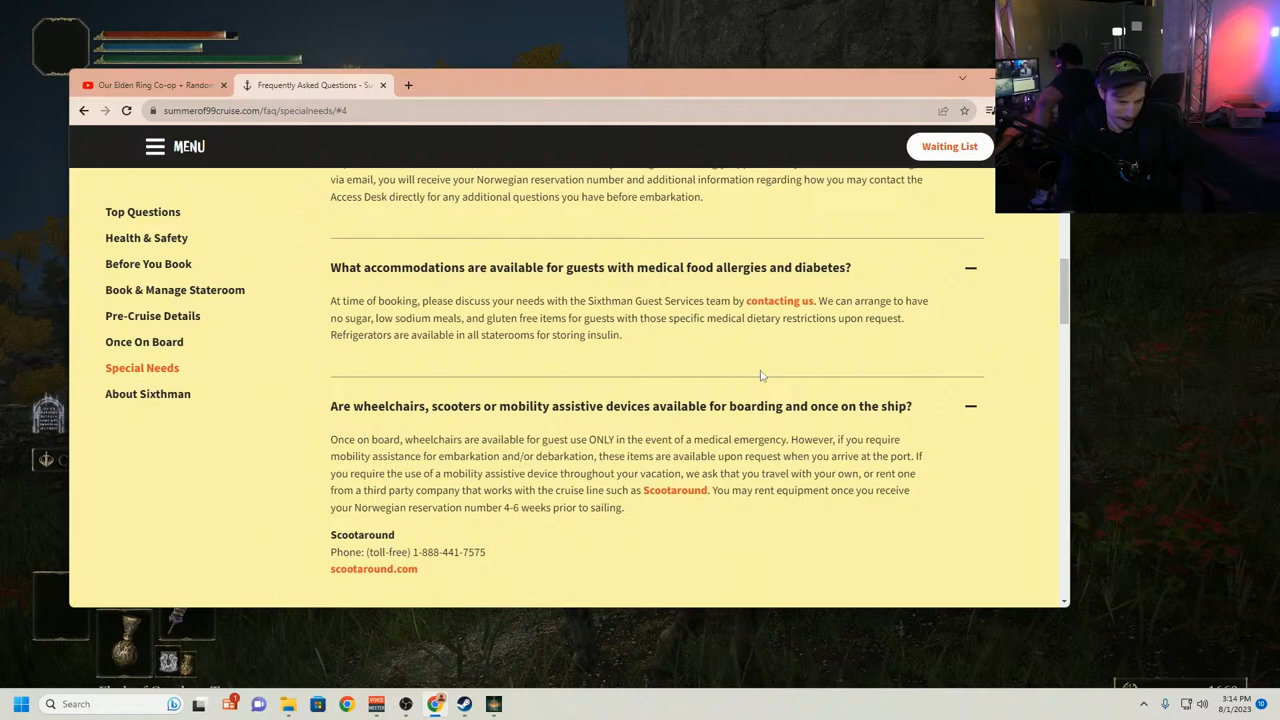 Our Elden Ring Co-op + Random
Frequently Asked Questions - Su
summerof99cruise.com/faq/specialneeds/#4
MENU
Waiting List
Top Questions
Health & Safety
Before You Book
Book & Manage Stateroom
Pre-Cruise Details
Once On Board
Special Needs
About Sixthman
via email, you will receive your Norwegian reservation number and additional information regarding how you may contact the
Access Desk directly for any additional questions you have before embarkation.
What accommodations are available for guests with medical food allergies and diabetes?
At time of booking, please discuss your needs with the Sixthman Guest Services team by contacting us. We can arrange to have
no sugar, low sodium meals, and gluten free items for guests with those specific medical dietary restrictions upon request.
Refrigerators are available in all staterooms for storing insulin.
Are wheelchairs, scooters or mobility assistive devices available for boarding and once on the ship?
Once on board, wheelchairs are available for guest use ONLY in the event of a medical emergency. However, if you require
mobility assistance for embarkation and/or debarkation, these items are available upon request when you arrive at the port. If
you require the use of a mobility assistive device throughout your vacation, we ask that you travel with your own, or rent one
from a third party company that works with the cruise line such as Scootaround. You may rent equipment once you receive
your Norwegian reservation number 4-6 weeks prior to sailing.
Scootaround
Phone: (toll-free) 1-888-441-7575
scootaround.com
Search
1
VOICE
MEETER
3:14 PM
8/1/2023
10